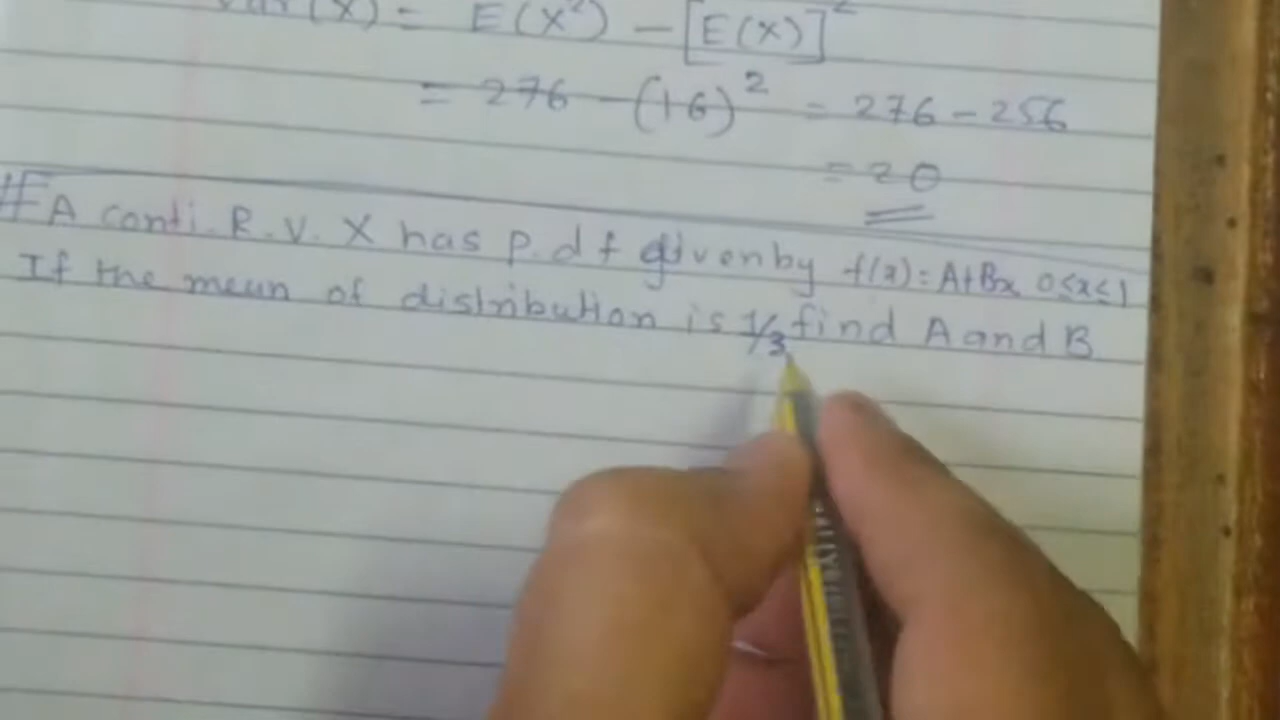 Var(X) = E(X²) - [E(X)]²
= 276 - (16)² = 276 - 256
= 20
# A conti. R.V. X has p.d f given by f(x) = A+Bx, 0≤x≤1
If the mean of distribution is 1/3 find A and B